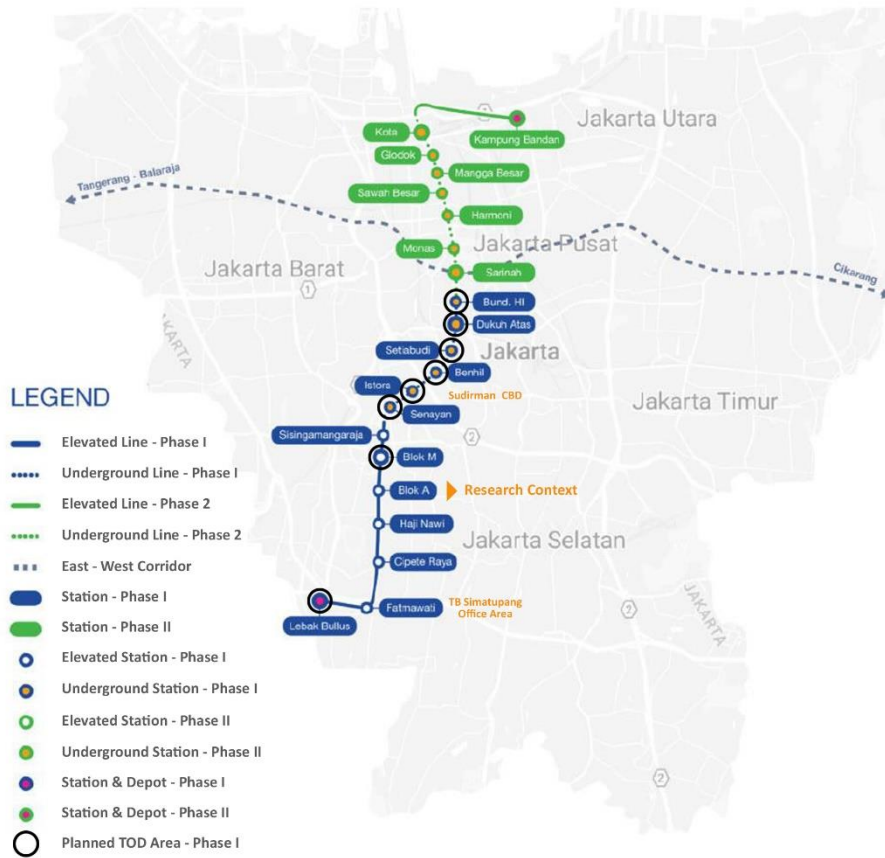 Jakarta Utara
Kampung Bandan
Kota
Glodok
Mangga Besar
Tangerang - Balaraja
Sawah Besar
Harmoni
Monas
Jakarta Pusat
Jakarta Barat
Sarinah
Cikarang
1
Bund. HI
Dukuh Atas
JAKARTA
Setiabudi
Jakarta
Benhil
Istora
Sudirman CBD
Jakarta Timur
Senayan
Sisingamangaraja
2
Blok M
Blok A
Research Context
Haji Nawi
Jakarta Selatan
Cipete Raya
TB Simatupang
Office Area
Fatmawati
2
JAKARTA
Lebak Bullus
2
LEGEND
Elevated Line - Phase I
Underground Line - Phase I
Elevated Line - Phase 2
Underground Line - Phase 2
East - West Corridor
Station - Phase I
Station - Phase II
Elevated Station - Phase I
Underground Station - Phase I
Elevated Station - Phase II
Underground Station - Phase II
Station & Depot - Phase I
Station & Depot - Phase II
Planned TOD Area - Phase I